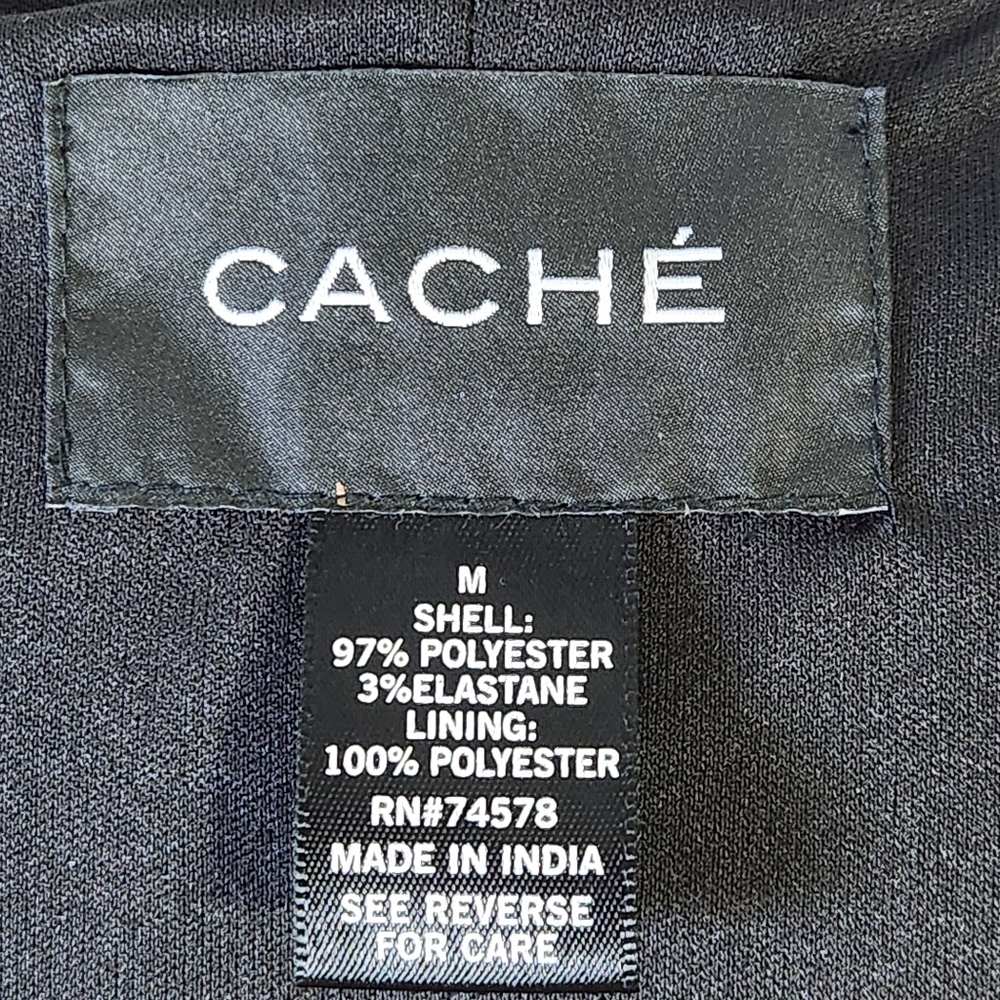 CACHÉ
M
SHELL:
97% POLYESTER
3%ELASTANE
LINING:
100% POLYESTER
RN#74578
MADE IN INDIA
SEE REVERSE
FOR CARE